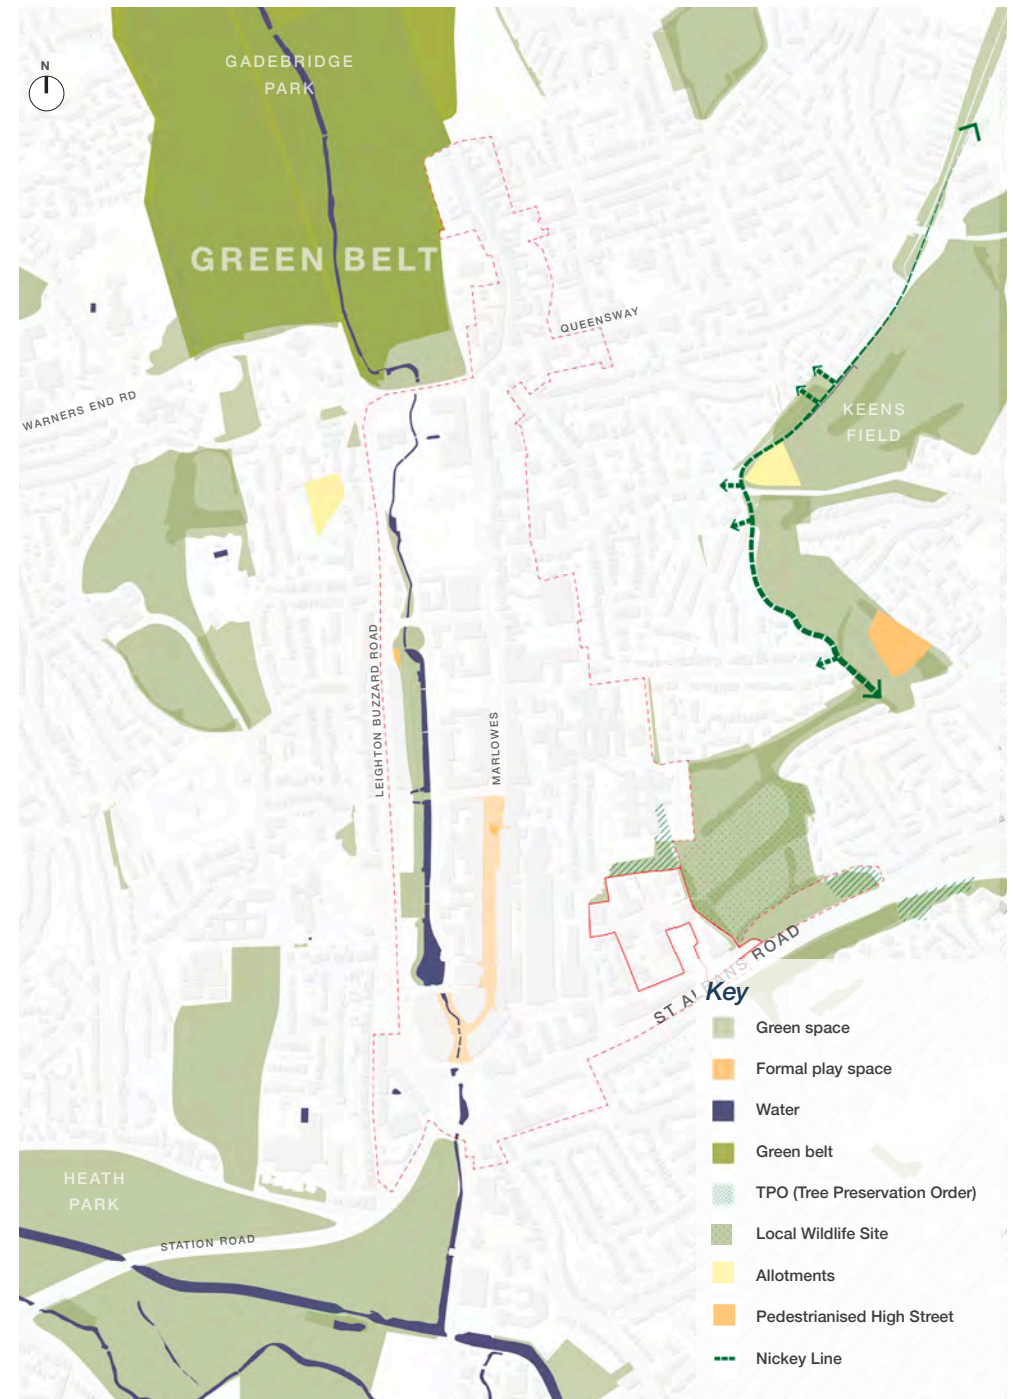 N
GADEBRIDGE
PARK
GREEN BELT
QUEENSWAY
WARNERS END RD
KEENS
FIELD
LEIGHTON BUZZARD ROAD
MARLOWES
ST ALBANS ROAD
HEATH
PARK
STATION ROAD
Key
Green space
Formal play space
Water
Green belt
TPO (Tree Preservation Order)
Local Wildlife Site
Allotments
Pedestrianised High Street
Nickey Line